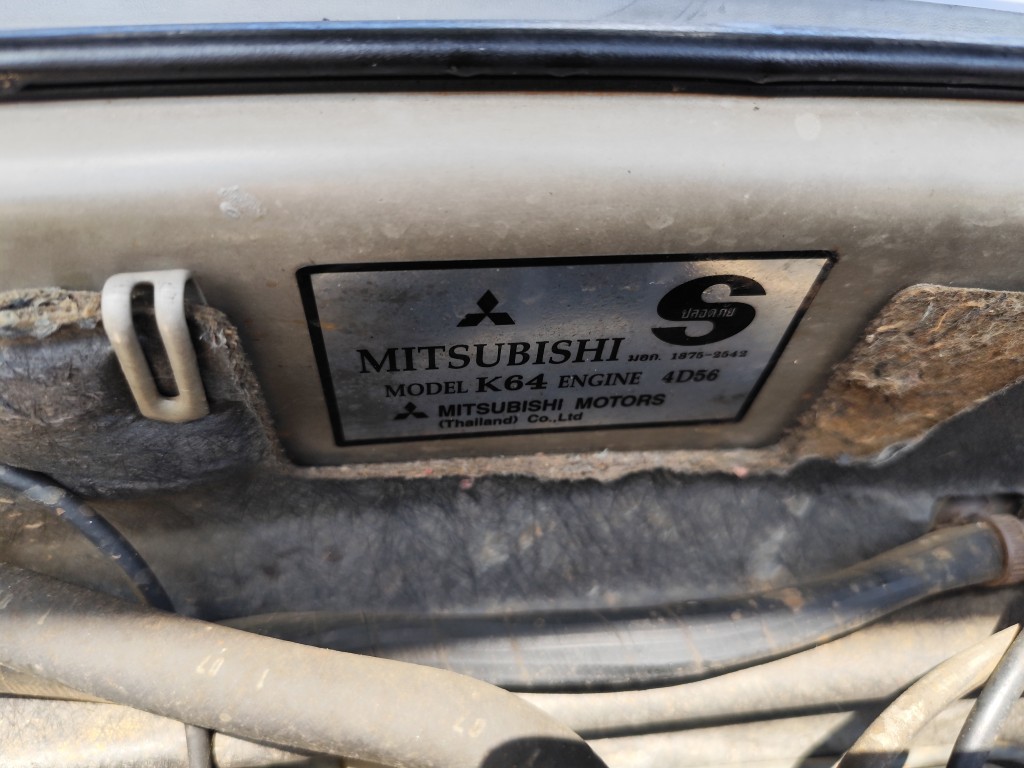 S
ปลอดภัย
MITSUBISHI มอก. 1875-2542
MODEL K64 ENGINE 4D56
MITSUBISHI MOTORS
(Thailand) Co.,Ltd